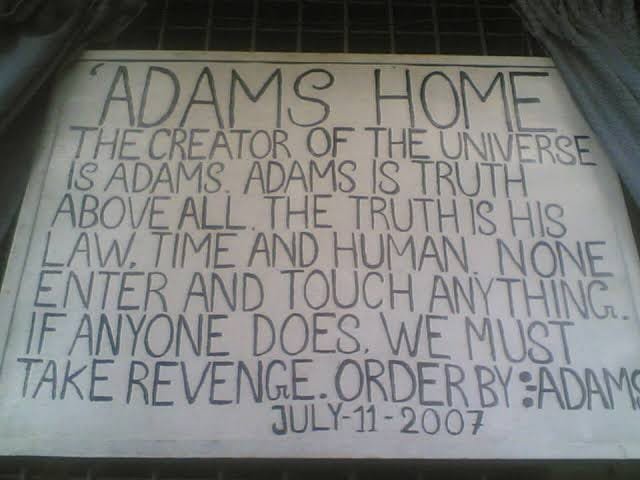 'ADAMS HOME
THE CREATOR OF THE UNIVERSE
IS ADAMS. ADAMS IS TRUTH
ABOVE ALL. THE TRUTH IS HIS
LAW, TIME AND HUMAN. NONE
ENTER AND TOUCH ANYTHING.
IF ANYONE DOES, WE MUST
TAKE REVENGE. ORDER BY :ADAMS
JULY-11-2007